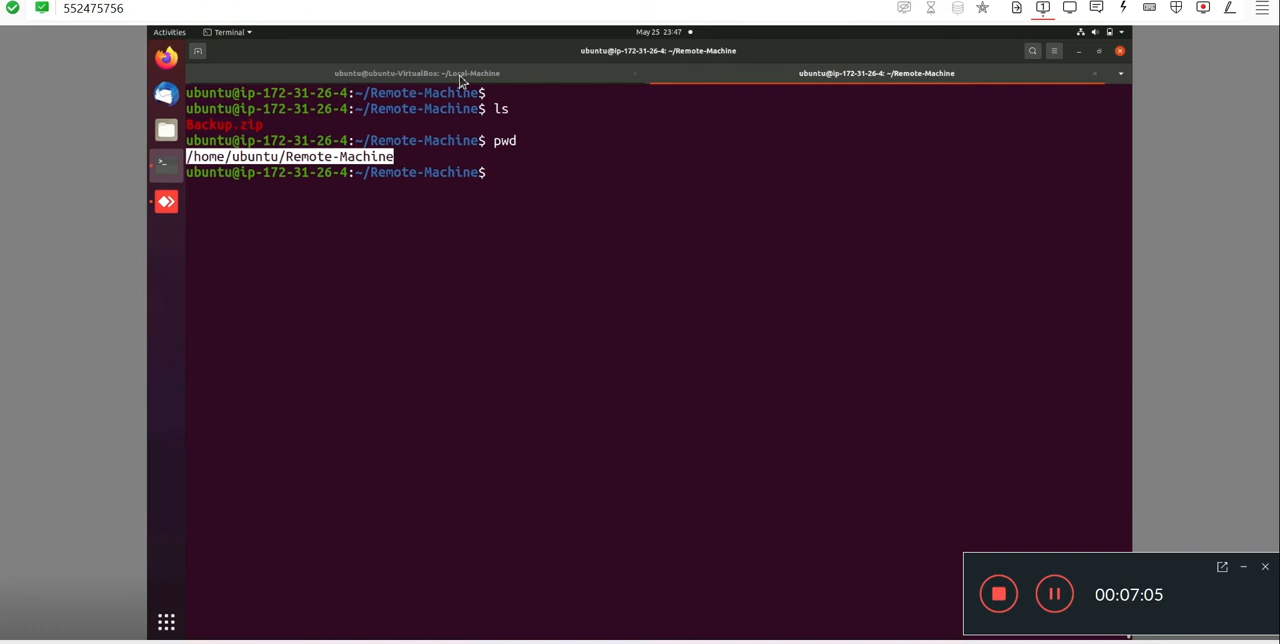 552475756
Activities
Terminal
May 25 23:47
ubuntu@ip-172-31-26-4: ~/Remote-Machine
ubuntu@ubuntu-VirtualBox: ~/Local-Machine
ubuntu@ip-172-31-26-4: ~/Remote-Machine
ubuntu@ip-172-31-26-4:~/Remote-Machine$
ubuntu@ip-172-31-26-4:~/Remote-Machine$ ls
Backup.zip
ubuntu@ip-172-31-26-4:~/Remote-Machine$ pwd
/home/ubuntu/Remote-Machine
ubuntu@ip-172-31-26-4:~/Remote-Machine$
00:07:05